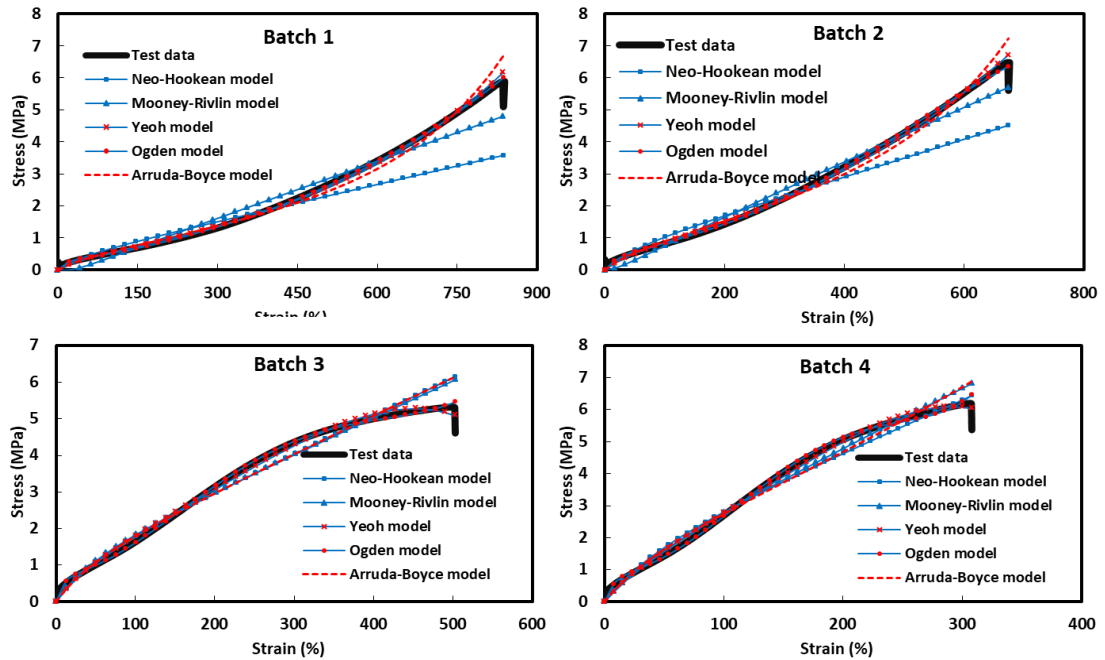 Batch 1
Stress (MPa)
8
7
6
5
4
3
2
1
0
Test data
Neo-Hookean model
Mooney-Rivlin model
Yeoh model
Ogden model
Arruda-Boyce model
0 150 300 450 600 750 900
Strain (%)
Batch 2
Stress (MPa)
8
7
6
5
4
3
2
1
0
Test data
Neo-Hookean model
Mooney-Rivlin model
Yeoh model
Ogden model
Arruda-Boyce model
0 200 400 600 800
Strain (%)
Batch 3
Stress (MPa)
7
6
5
4
3
2
1
0
Test data
Neo-Hookean model
Mooney-Rivlin model
Yeoh model
Ogden model
Arruda-Boyce model
0 100 200 300 400 500 600
Strain (%)
Batch 4
Stress (MPa)
8
7
6
5
4
3
2
1
0
Test data
Neo-Hookean model
Mooney-Rivlin model
Yeoh model
Ogden model
Arruda-Boyce model
0 100 200 300 400
Strain (%)